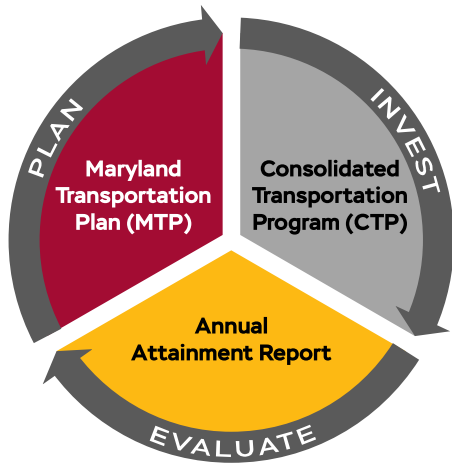 PLAN
Maryland
Transportation
Plan (MTP)
INVEST
Consolidated
Transportation
Program (CTP)
Annual
Attainment Report
EVALUATE